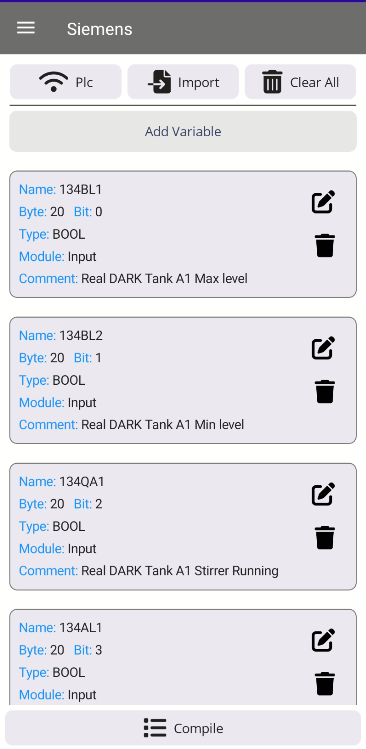 Siemens
Plc Import Clear All
Add Variable
Name: 134BL1
Byte: 20 Bit: 0
Type: BOOL
Module: Input
Comment: Real DARK Tank A1 Max level
Name: 134BL2
Byte: 20 Bit: 1
Type: BOOL
Module: Input
Comment: Real DARK Tank A1 Min level
Name: 134QA1
Byte: 20 Bit: 2
Type: BOOL
Module: Input
Comment: Real DARK Tank A1 Stirrer Running
Name: 134AL1
Byte: 20 Bit: 3
Type: BOOL
Module: Input
Compile